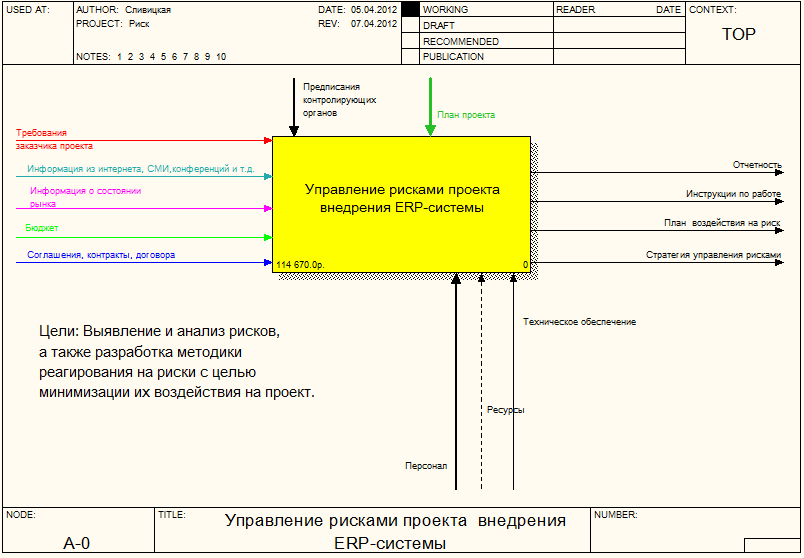 USED AT:
AUTHOR: Сливицкая
DATE: 05.04.2012
WORKING
READER
DATE
CONTEXT:
PROJECT: Риск
REV: 07.04.2012
DRAFT
TOP
RECOMMENDED
NOTES: 1 2 3 4 5 6 7 8 9 10
PUBLICATION
Предписания
контролирующих
органов
План проекта
Требования
заказчика проекта
Информация из интернета, СМИ,конференций и т.д.
Информация о состоянии
рынка
Бюджет
Соглашения, контракты, договора
Управление рисками проекта
внедрения ERP-системы
114 670.0р.
0
Отчетность
Инструкции по работе
План воздействия на риск
Стратегия управления рисками
Техническое обеспечение
Ресурсы
Персонал
Цели: Выявление и анализ рисков,
а также разработка методики
реагирования на риски с целью
минимизации их воздействия на проект.
NODE:
A-0
TITLE:
Управление рисками проекта внедрения
ERP-системы
NUMBER: